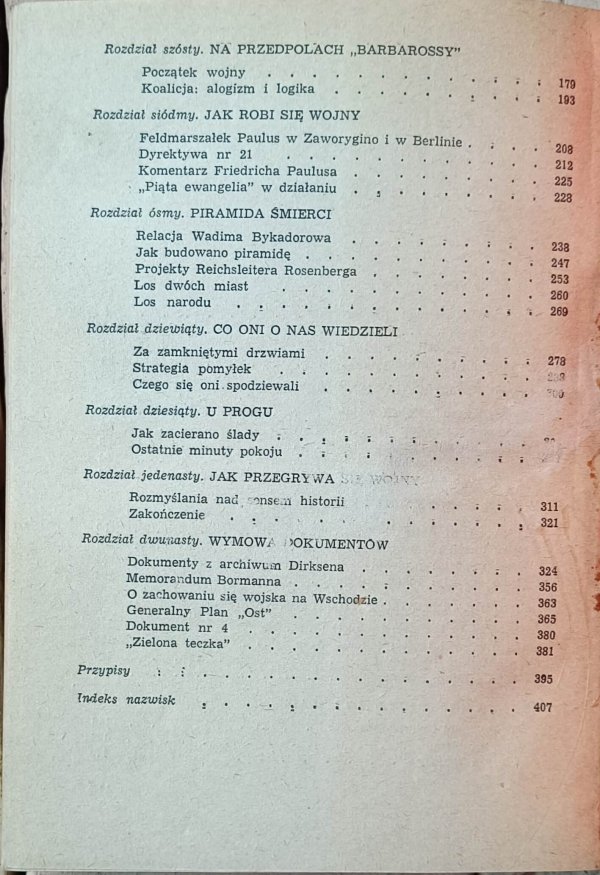 Rozdział szósty. NA PRZEDPOLACH „BARBAROSSY”
Początek wojny . . . . . . . . . . . 179
Koalicja: alogizm i logika . . . . . . . . 193
Rozdział siódmy. JAK ROBI SIĘ WOJNY
Feldmarszałek Paulus w Zaworygino i w Berlinie . . . . 203
Dyrektywa nr 21 . . . . . . . . . . 212
Komentarz Friedricha Paulusa . . . . . . . 225
„Piąta ewangelia” w działaniu . . . . . . . 228
Rozdział ósmy. PIRAMIDA ŚMIERCI
Relacja Wadima Bykadorowa . . . . . . . 238
Jak budowano piramidę . . . . . . . . . 247
Projekty Reichsleitera Rosenberga . . . . . . 253
Los dwóch miast . . . . . . . . . . 260
Los narodu . . . . . . . . . . . . 269
Rozdział dziewiąty. CO ONI O NAS WIEDZIELI
Za zamkniętymi drzwiami . . . . . . . . 278
Strategia pomyłek . . . . . . . . . .
Czego się oni spodziewali . . . . . . . .
Rozdział dziesiąty. U PROGU
Jak zacierano ślady . . . . . . . . .
Ostatnie minuty pokoju . . . . . . . .
Rozdział jedenasty. JAK PRZEGRYWA SIĘ WOJNY
Rozmyślania nad sensem historii . . . . . . 311
Zakończenie . . . . . . . . . . . 321
Rozdział dwunasty. WYMOWA DOKUMENTÓW
Dokumenty z archiwum Dirksena . . . . . . 324
Memorandum Bormanna . . . . . . . . . 356
O zachowaniu się wojska na Wschodzie . . . . . . 363
Generalny Plan „Ost” . . . . . . . . . 365
Dokument nr 4 . . . . . . . . . . . 380
„Zielona teczka” . . . . . . . . . . 381
Przypisy . . . . . . . . . . . . . 395
Indeks nazwisk . . . . . . . . . . . . 407